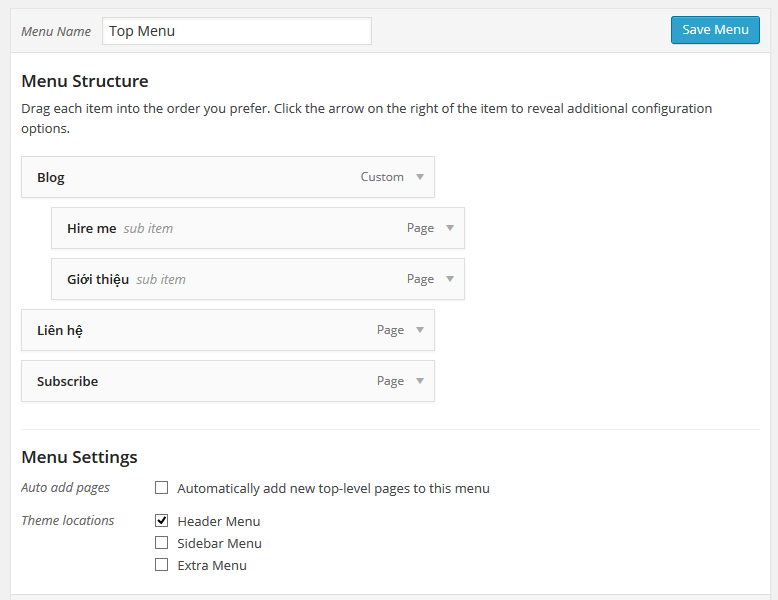 Menu Name Top Menu Save Menu
Menu Structure
Drag each item into the order you prefer. Click the arrow on the right of the item to reveal additional configuration
options.
Blog Custom
Hire me sub item Page
Giới thiệu sub item Page
Liên hệ Page
Subscribe Page
Menu Settings
Auto add pages Automatically add new top-level pages to this menu
Theme locations Header Menu
Sidebar Menu
Extra Menu